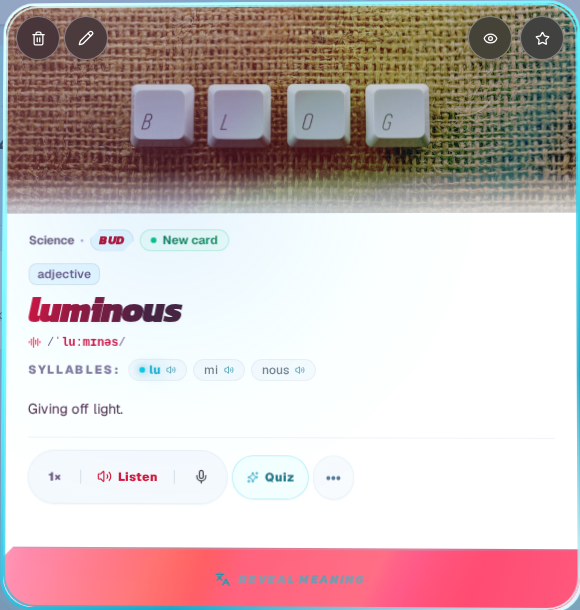 B L O G
Science · BUD New card
adjective
luminous
/ˈluːmɪnəs/
SYLLABLES: lu mi nous
Giving off light.
1× Listen Quiz
REVEAL MEANING